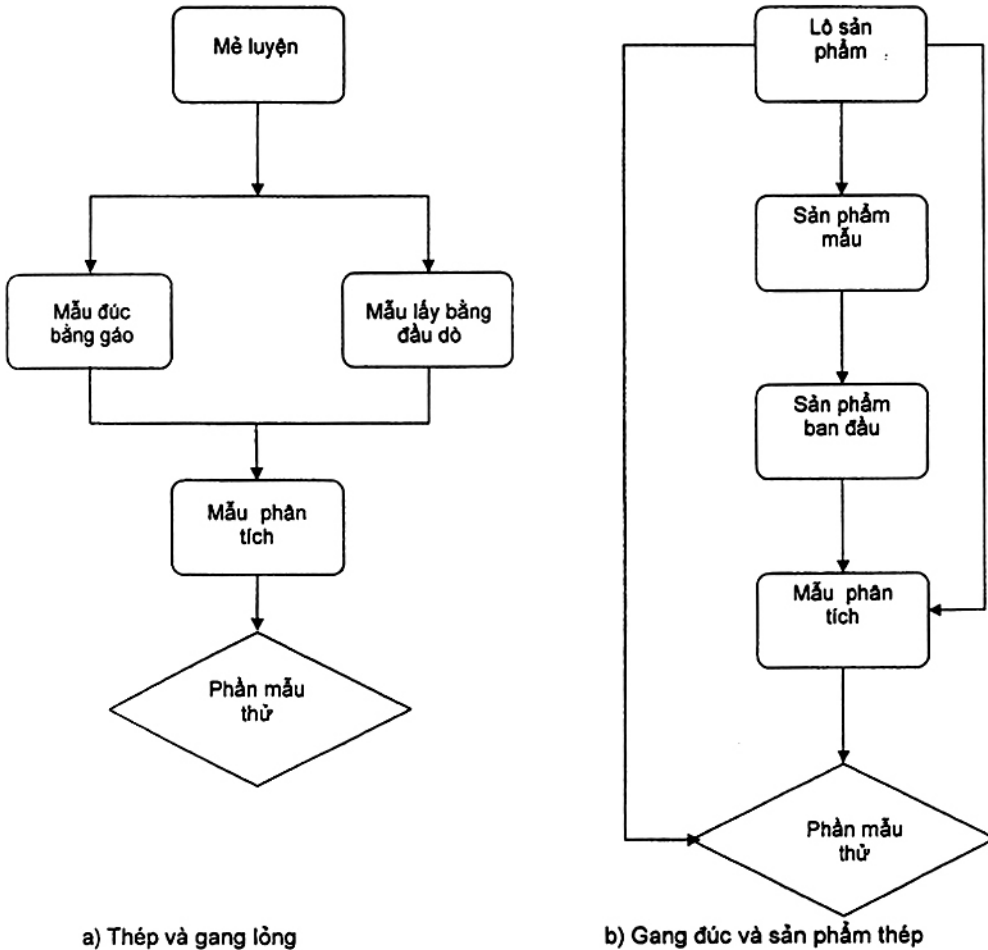 Mẻ luyện
Mẫu đúc
bằng gáo
Mẫu lấy bằng
đầu dò
Mẫu phân
tích
Phần mẫu
thử
a) Thép và gang lỏng
Lô sản
phẩm
Sản phẩm
mẫu
Sản phẩm
ban đầu
Mẫu phân
tích
Phần mẫu
thử
b) Gang đúc và sản phẩm thép